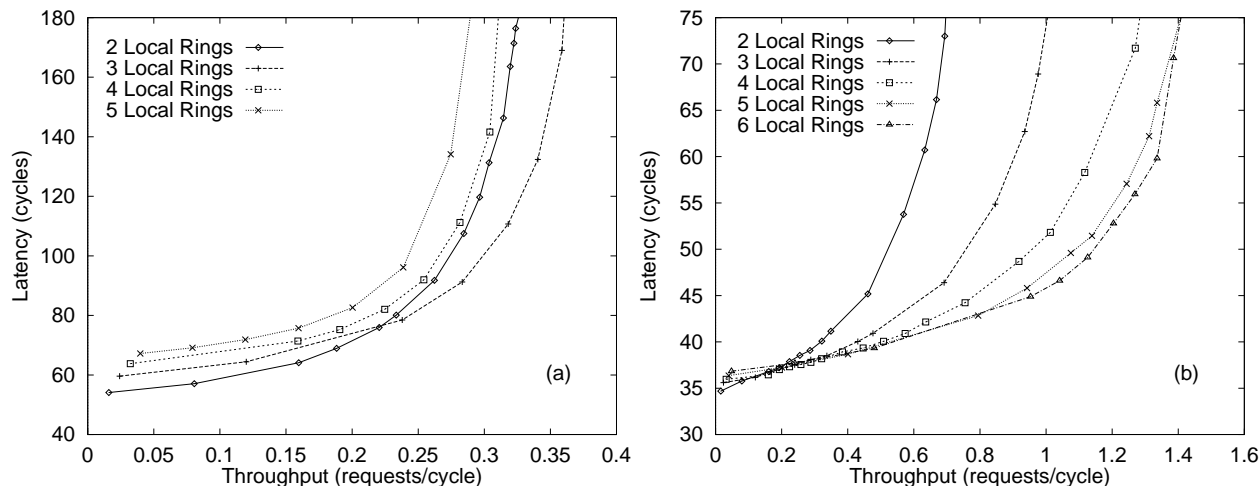 180
160
140
120
100
80
60
40
Latency (cycles)
2 Local Rings
3 Local Rings
4 Local Rings
5 Local Rings
(a)
0 0.05 0.1 0.15 0.2 0.25 0.3 0.35 0.4
Throughput (requests/cycle)
75
70
65
60
55
50
45
40
35
30
Latency (cycles)
2 Local Rings
3 Local Rings
4 Local Rings
5 Local Rings
6 Local Rings
(b)
0 0.2 0.4 0.6 0.8 1 1.2 1.4 1.6
Throughput (requests/cycle)